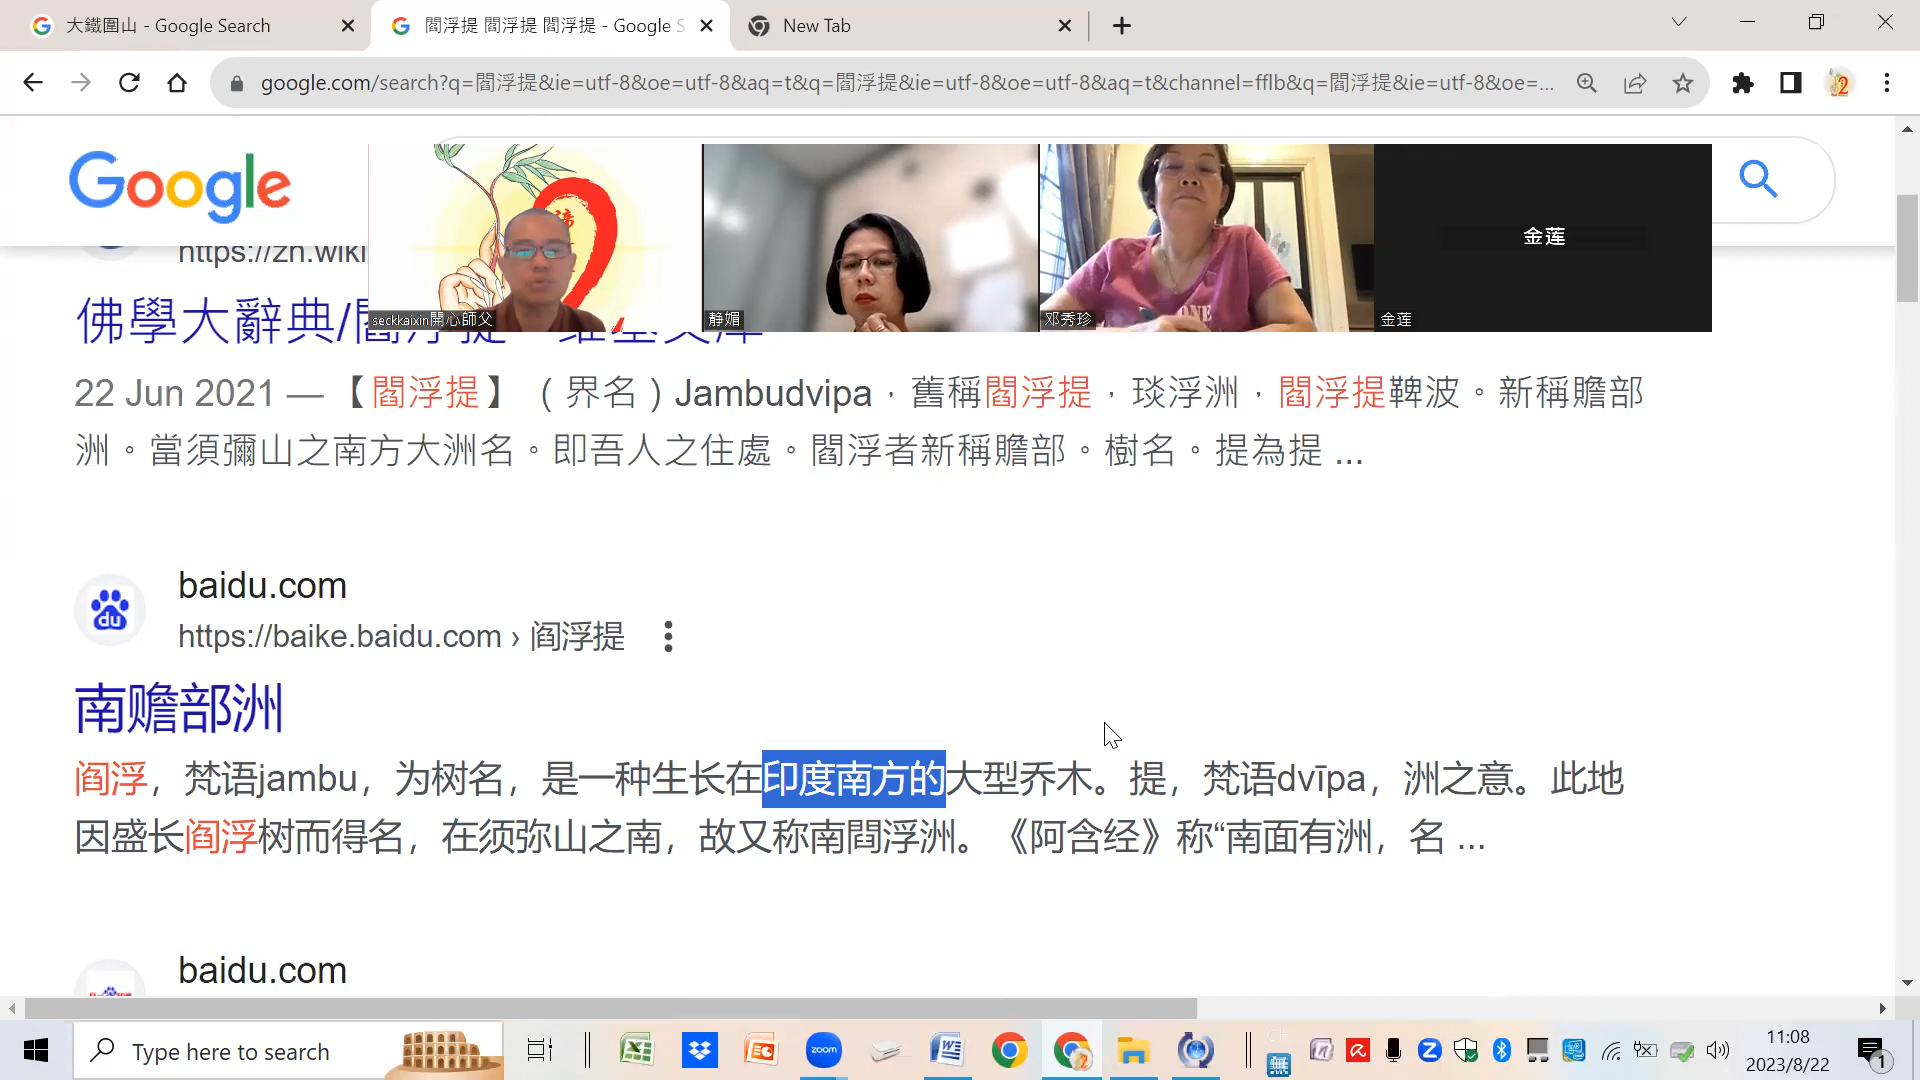 大鐵圍山 - Google Search
閻浮提 閻浮提 閻浮提 - Google S
New Tab
google.com/search?q=閻浮提&ie=utf-8&oe=utf-8&aq=t&q=閻浮提&ie=utf-8&oe=utf-8&aq=t&channel=fflb&q=閻浮提&ie=utf-8&oe=...
Google
https://zh.wiki
seckkaixin開心師父
静媚
邓秀珍
金莲
金莲
佛學大辭典/閻浮提
22 Jun 2021 — 【閻浮提】（界名）Jambudvipa，舊稱閻浮提，琰浮洲，閻浮提鞞波。新稱贍部
洲。當須彌山之南方大洲名。即吾人之住處。閻浮者新稱贍部。樹名。提為提 ...
baidu.com
https://baike.baidu.com › 阎浮提
南赡部洲
阎浮，梵语jambu，为树名，是一种生长在印度南方的大型乔木。提，梵语dvīpa，洲之意。此地
因盛长阎浮树而得名，在须弥山之南，故又称南閻浮洲。《阿含经》称“南面有洲，名 ...
baidu.com
Type here to search
zoom
11:08
2023/8/22
1